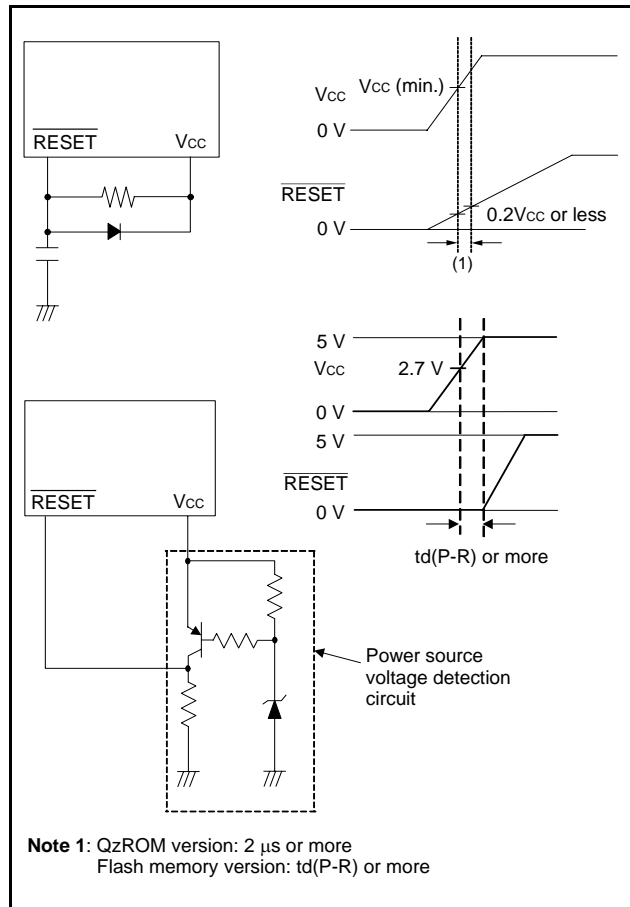 RESET
Vcc
Vcc
Vcc (min.)
0 V
RESET
0 V
0.2Vcc or less
(1)
5 V
Vcc
2.7 V
0 V
5 V
RESET
0 V
td(P-R) or more
RESET
Vcc
Power source
voltage detection
circuit
Note 1: QzROM version: 2 μs or more
Flash memory version: td(P-R) or more